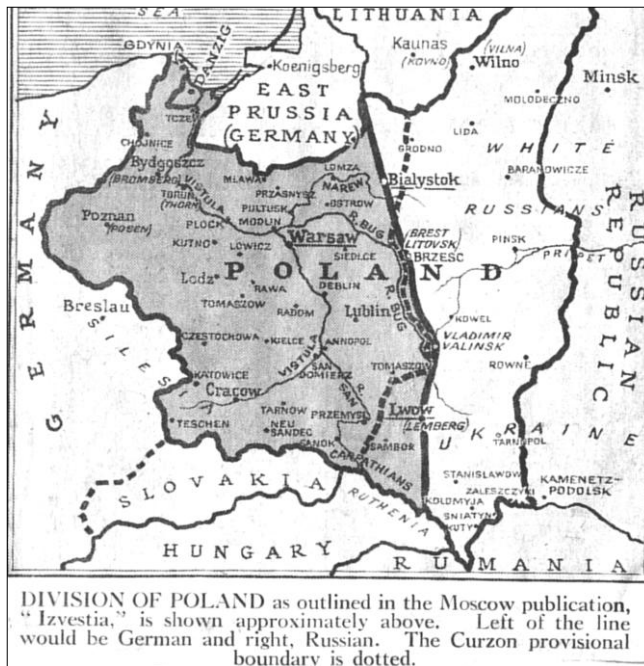 SEA
LITHUANIA
GDYNIA
DANZIG
Koenigsberg
Kaunas
(KOVNO)
(VILNA)
Wilno
Minsk
EAST
PRUSSIA
(GERMANY)
TCZEW
MOLODECZNO
CHOJNICE
GRODNO
LIDA
WHITE
Bydgoszcz
(BROMBERG)
MLAWA
PRZASNYSZ
LOMZA
NAREW
OSTROW
Bialystok
BARANOWICZE
TORUN
(THORN)
VISTULA
PULTUSK
MODLIN
RUSSIANS
Poznan
(POSEN)
PLOCK
R. BUG
(BREST
LITOVSK)
BRZESC
KUTNO
LOWICZ
Warsaw
SIEDLCE
PINSK
PRIPET
POLAND
Lodz
RAWA
DEBLIN
R. BUG
Breslau
TOMASZOW
RADOM
Lublin
KOWEL
SILESIA
CZESTOCHOWA
KIELCE
ANNOPOL
VLADIMIR
VALINSK
VISTULA
SAN
DOMIERZ
TOMASZOW
ROWNE
KATOWICE
Cracow
R.
SAN
Lwow
(LEMBERG)
TARNOW
PRZEMYSL
TESCHEN
NEU
SANDEC
SANOK
SAMBOR
UKRAINE
TARNOPOL
CARPATHIANS
SLOVAKIA
RUTHENIA
STANISLAWOW
ZALESZCZYKI
KAMENETZ-
PODOLSK
KOLOMYJA
SNIATYN
KUTY
HUNGARY
RUMANIA
GERMANY
RUSSIAN
REPUBLIC
DIVISION OF POLAND as outlined in the Moscow publication,
"Izvestia," is shown approximately above. Left of the line
would be German and right, Russian. The Curzon provisional
boundary is dotted.